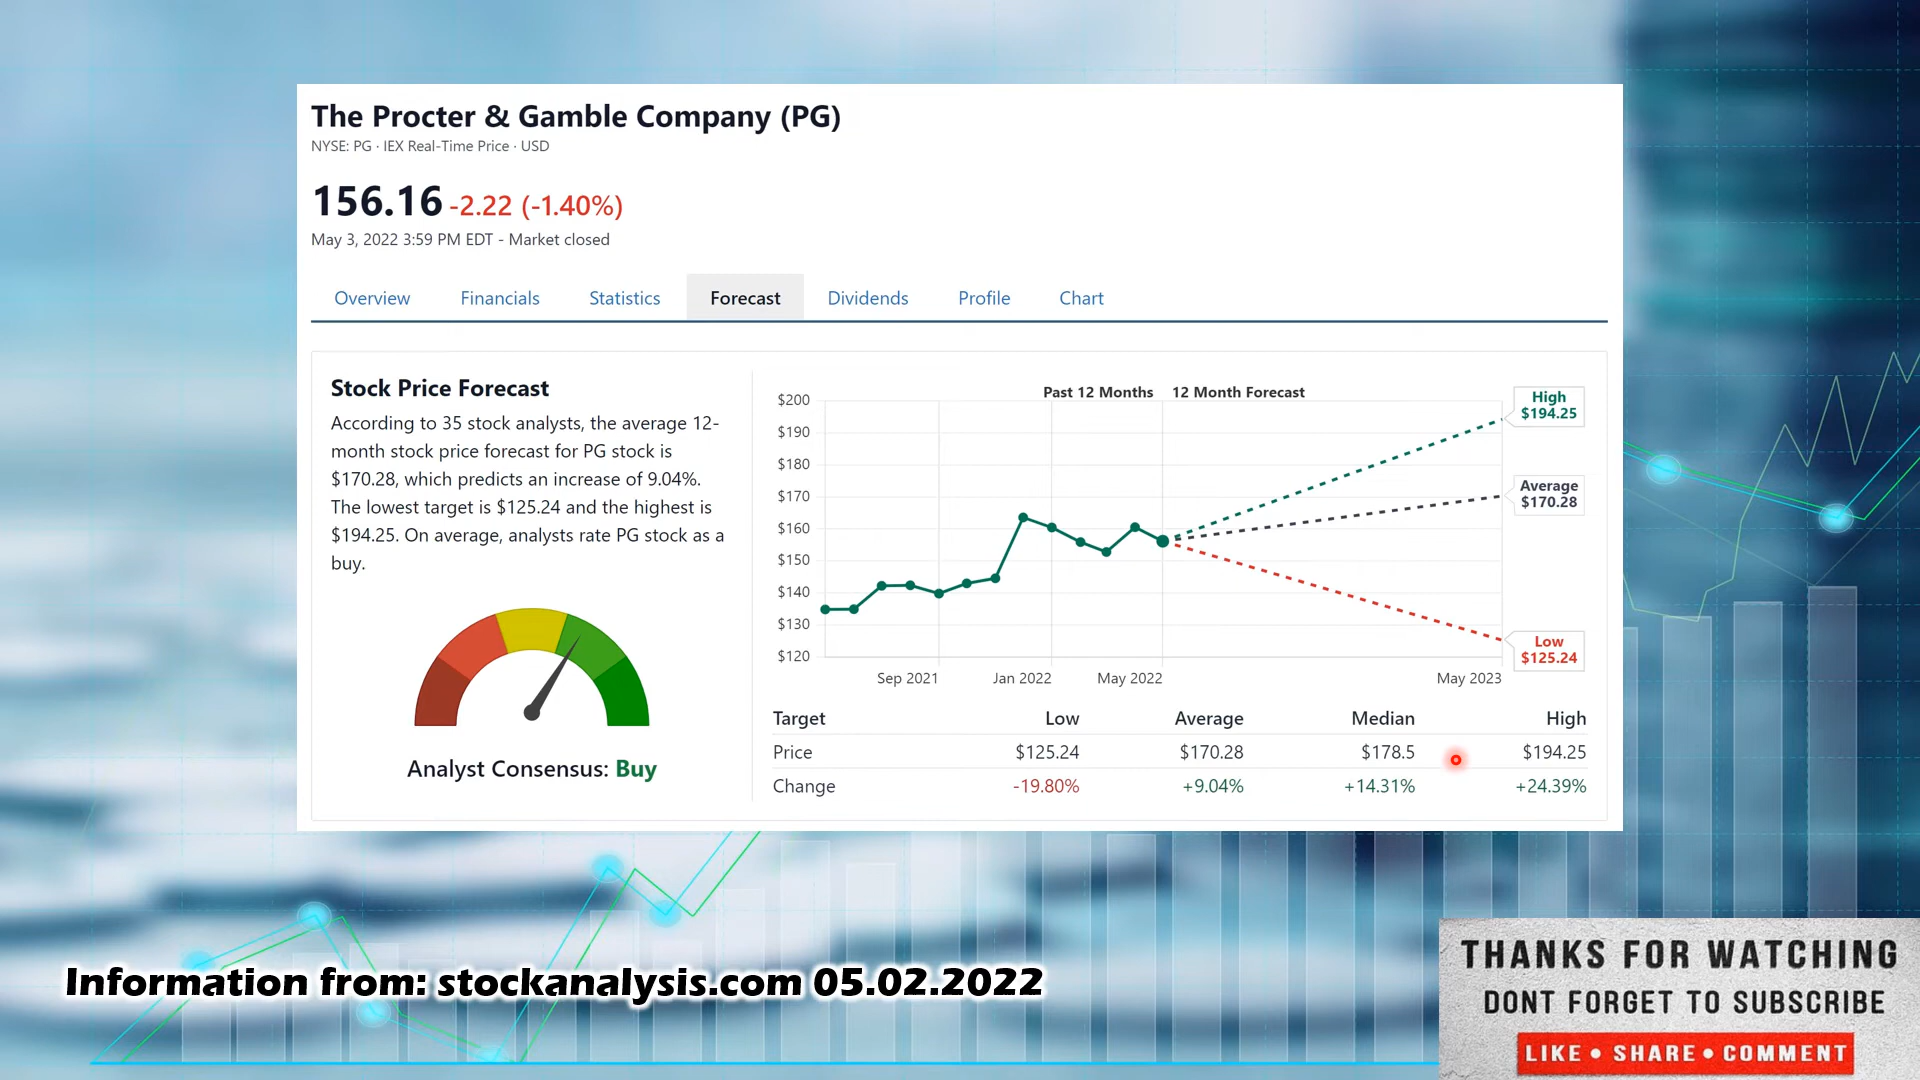 The Procter & Gamble Company (PG)
NYSE: PG · IEX Real-Time Price · USD
156.16 -2.22 (-1.40%)
May 3, 2022 3:59 PM EDT - Market closed
Overview Financials Statistics Forecast Dividends Profile Chart
Stock Price Forecast
According to 35 stock analysts, the average 12-
month stock price forecast for PG stock is
$170.28, which predicts an increase of 9.04%.
The lowest target is $125.24 and the highest is
$194.25. On average, analysts rate PG stock as a
buy.
Analyst Consensus: Buy
Past 12 Months 12 Month Forecast
$200
$190
$180
$170
$160
$150
$140
$130
$120
High
$194.25
Average
$170.28
Low
$125.24
Sep 2021 Jan 2022 May 2022 May 2023
Target Low Average Median High
Price $125.24 $170.28 $178.5 $194.25
Change -19.80% +9.04% +14.31% +24.39%
Information from: stockanalysis.com 05.02.2022
THANKS FOR WATCHING
DONT FORGET TO SUBSCRIBE
LIKE • SHARE • COMMENT